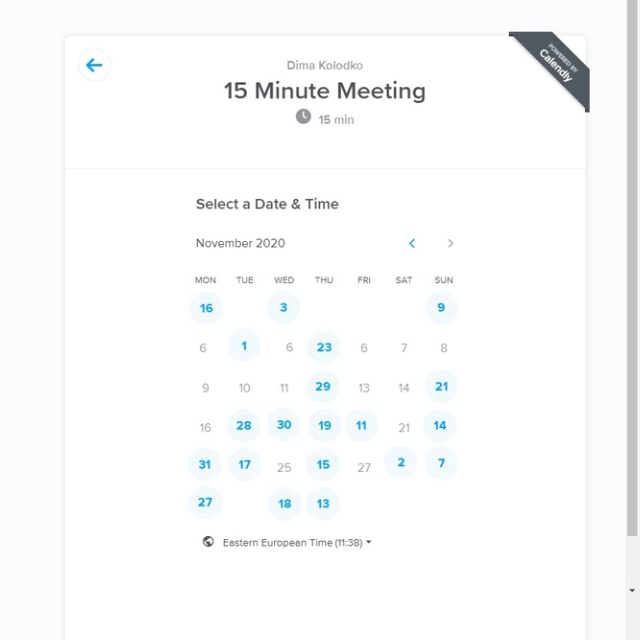 Dima Kolodko
15 Minute Meeting
15 min
POWERED BY
Calendly
Select a Date & Time
November 2020
MON TUE WED THU FRI SAT SUN
16 3 9
6 1 6 23 6 7 8
9 10 11 29 13 14 21
16 28 30 19 11 21 14
31 17 25 15 27 2 7
27 18 13
Eastern European Time (11:38)